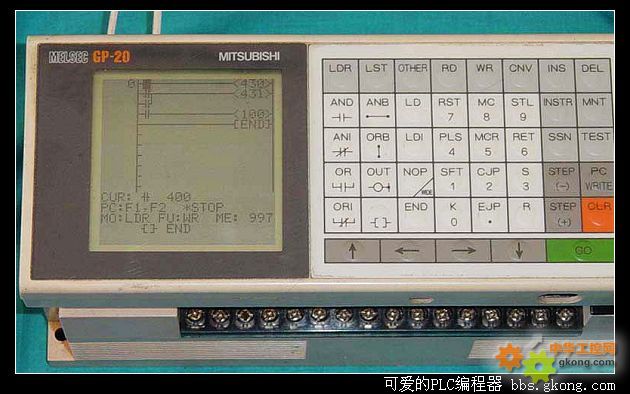 MELSEC GP-20 MITSUBISHI
0 <430>
<431>
<100>
[END]
CUR: 400
PC:F1-F2 *STOP
MO:LDR FU:WR ME: 997
[ ] END
LDR LST OTHER RD WR CNV INS DEL
AND ANB LD RST 7 MC 8 STL 9 INSTR MNT
ANI ORB LDI PLS 4 MCR 5 RET 6 SSN TEST
OR OUT NOP WDE SFT 1 CJP 2 S 3 STEP (-) PC WRITE
ORI -[ ]- END K 0 EJP • R STEP (+) CLR
↑ ← → ↓ GO
中华工控网
gkong.com
可爱的PLC编程器 bbs.gkong.com